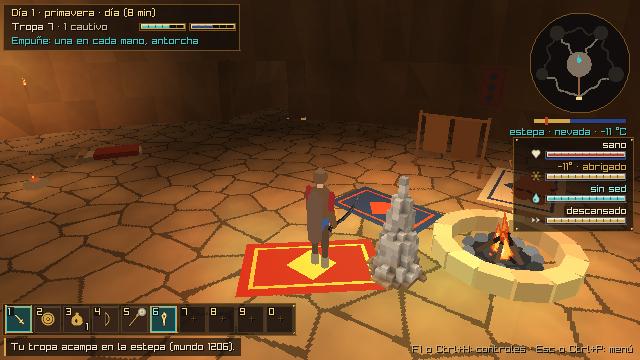 Día 1 · primavera · día (8 min)
Tropa 7 · 1 cautivo
Empuñe: una en cada mano, antorcha
estepa · nevada · -11 °C
sano
-11° · abrigado
sin sed
descansado
1 2 3 4 5 6 7 8 9 0
1
Tu tropa acampa en la estepa (mundo 1206).
F1 o Ctrl+H: controles · Esc o Ctrl+P: menú